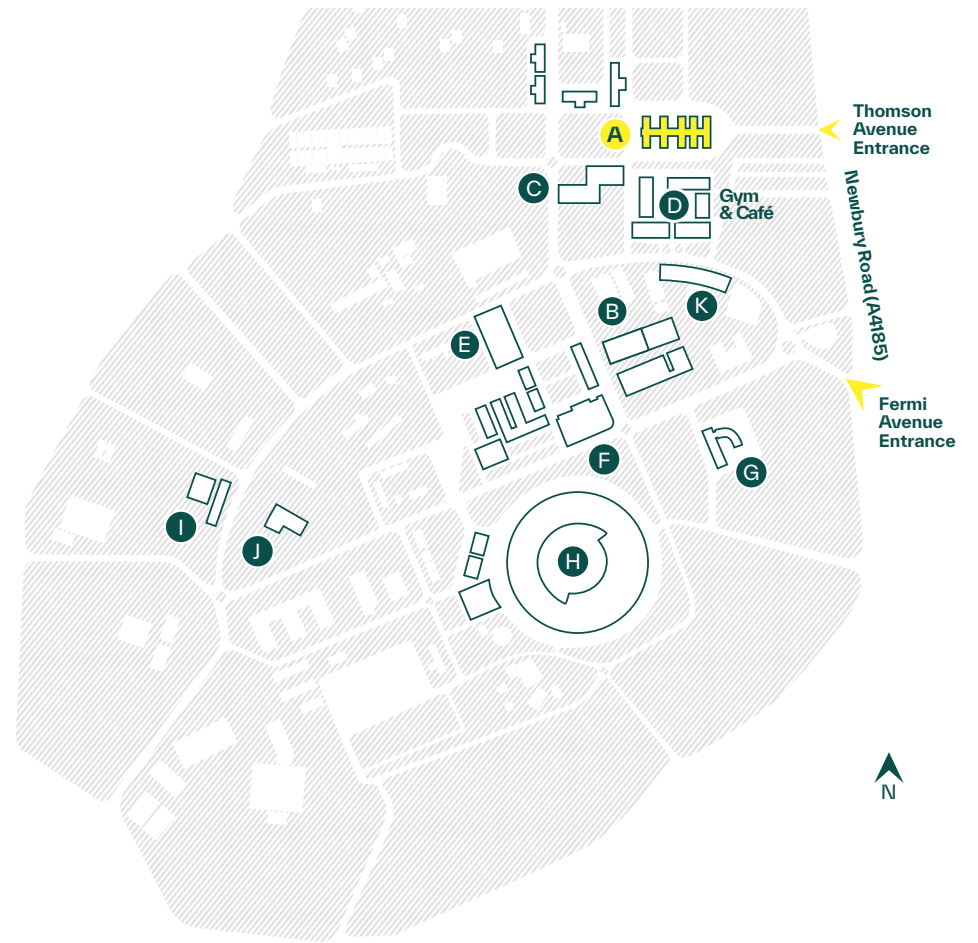 Thomson
Avenue
Entrance
A
C
D
Gym
& Café
Newbury Road (A4185)
K
B
E
Fermi
Avenue
Entrance
F
G
I
J
H
N